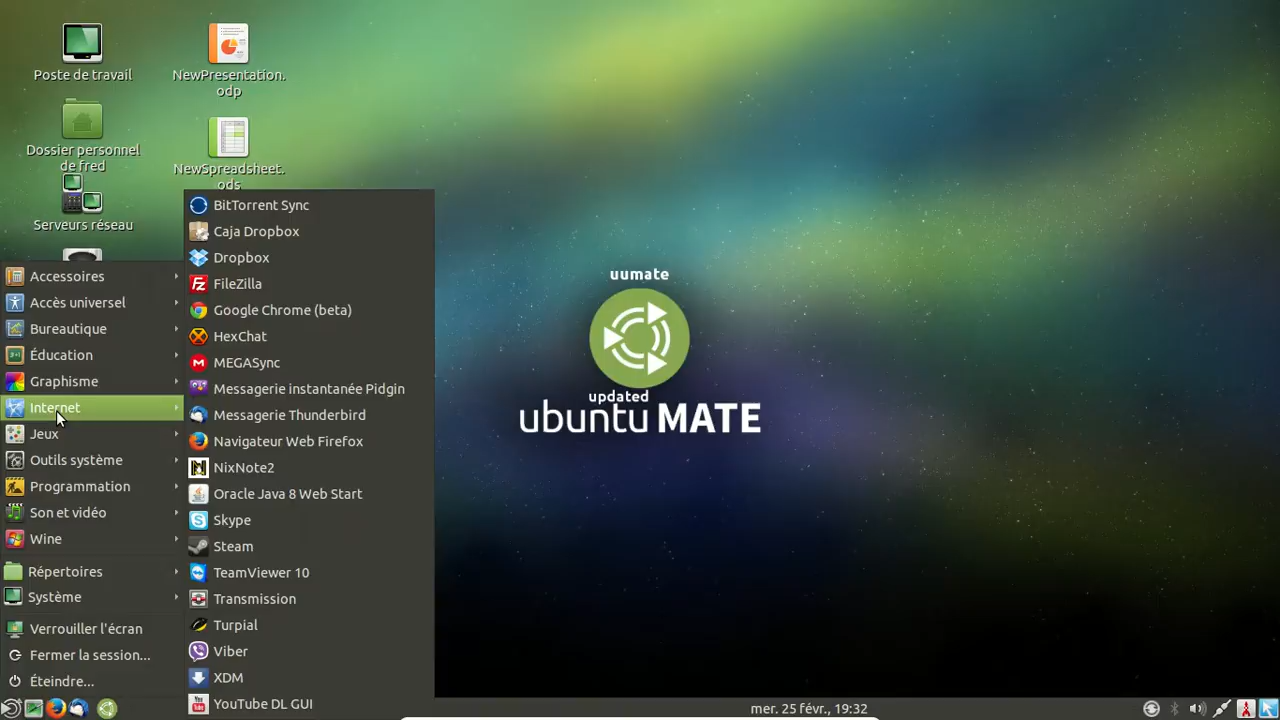 Poste de travail
NewPresentation.
odp
Dossier personnel
de fred
NewSpreadsheet.
ods
Serveurs réseau
Accessoires
Accès universel
Bureautique
Éducation
Graphisme
Internet
Jeux
Outils système
Programmation
Son et vidéo
Wine
Répertoires
Système
Verrouiller l'écran
Fermer la session...
Éteindre...
BitTorrent Sync
Caja Dropbox
Dropbox
FileZilla
Google Chrome (beta)
HexChat
MEGASync
Messagerie instantanée Pidgin
Messagerie Thunderbird
Navigateur Web Firefox
NixNote2
Oracle Java 8 Web Start
Skype
Steam
TeamViewer 10
Transmission
Turpial
Viber
XDM
YouTube DL GUI
uumate
updated
ubuntu MATE
mer. 25 févr., 19:32